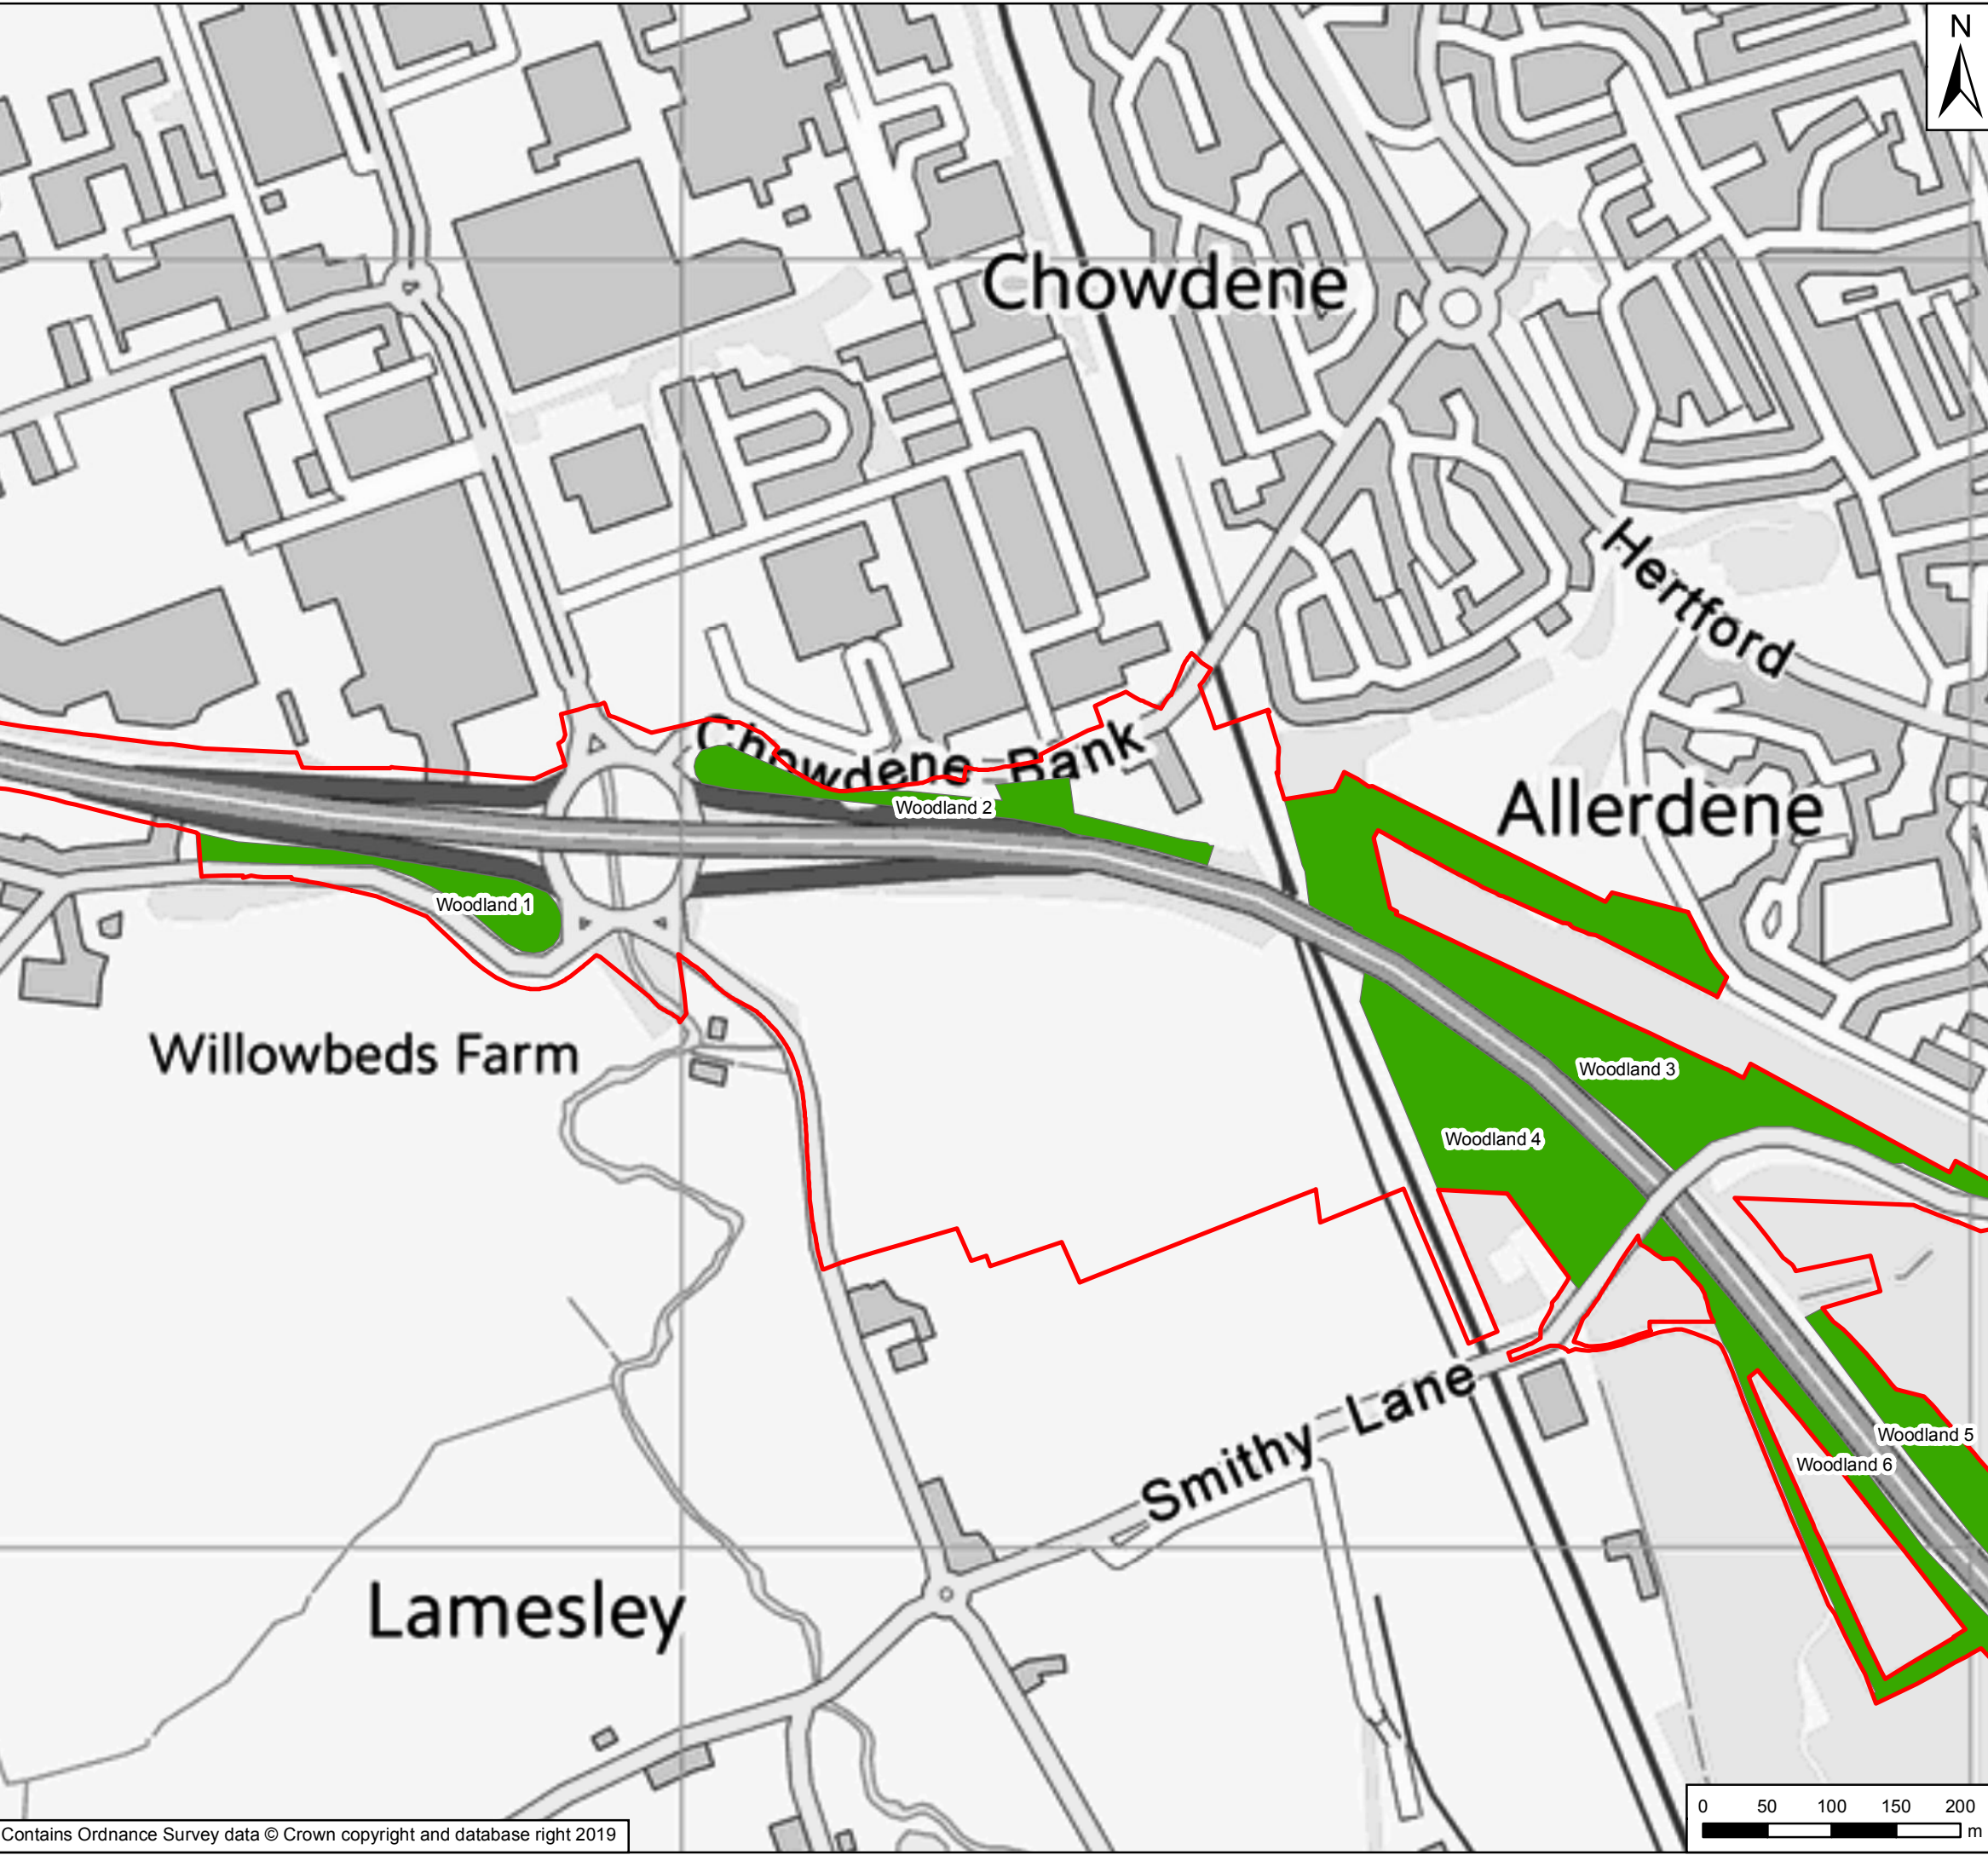 N
Chowdene
Hertford
Chowdene Bank
Woodland 2
Allerdene
Woodland 1
Willowbeds Farm
Woodland 3
Woodland 4
Smithy Lane
Woodland 5
Woodland 6
Lamesley
0 50 100 150 200
m
Contains Ordnance Survey data © Crown copyright and database right 2019